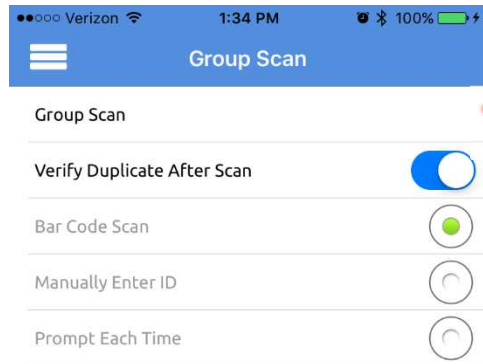 Verizon 1:34 PM 100%
Group Scan
Group Scan
Verify Duplicate After Scan
Bar Code Scan
Manually Enter ID
Prompt Each Time